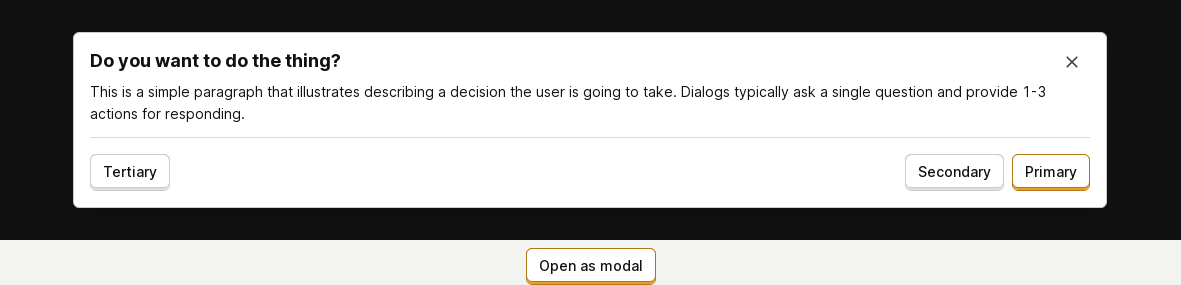 Do you want to do the thing?
This is a simple paragraph that illustrates describing a decision the user is going to take. Dialogs typically ask a single question and provide 1-3
actions for responding.
Tertiary
Secondary
Primary
Open as modal